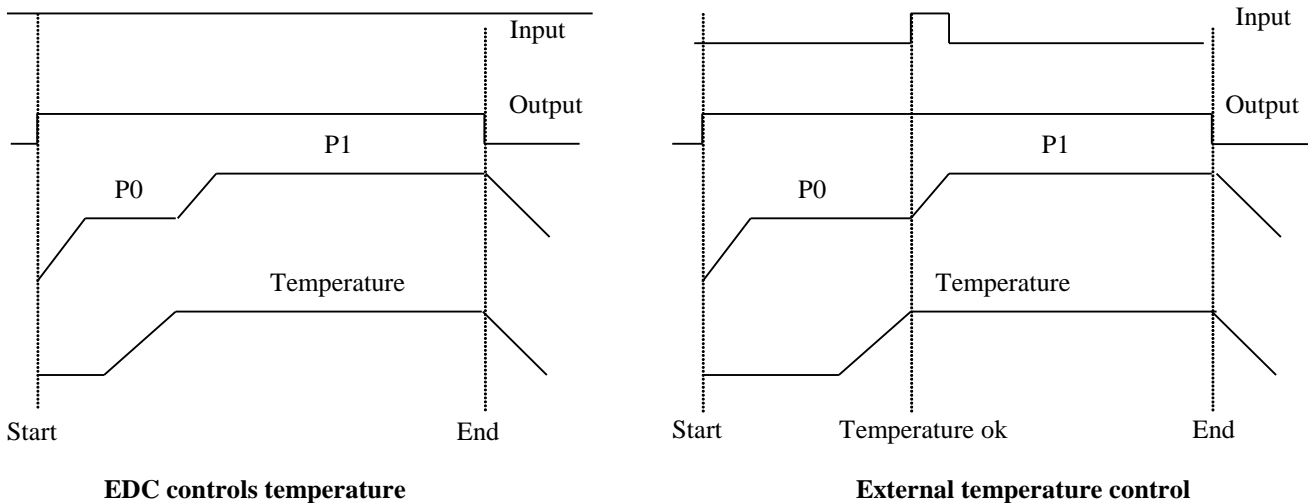 Input
Output
P1
P0
Temperature
Start
End
EDC controls temperature
Input
Output
P1
P0
Temperature
Start
Temperature ok
End
External temperature control